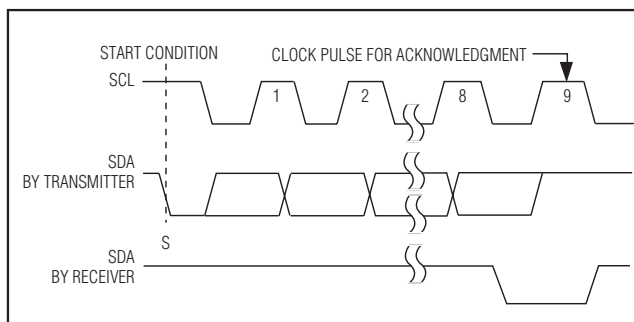 START CONDITION
CLOCK PULSE FOR ACKNOWLEDGMENT
SCL
1
2
8
9
SDA
BY TRANSMITTER
S
SDA
BY RECEIVER